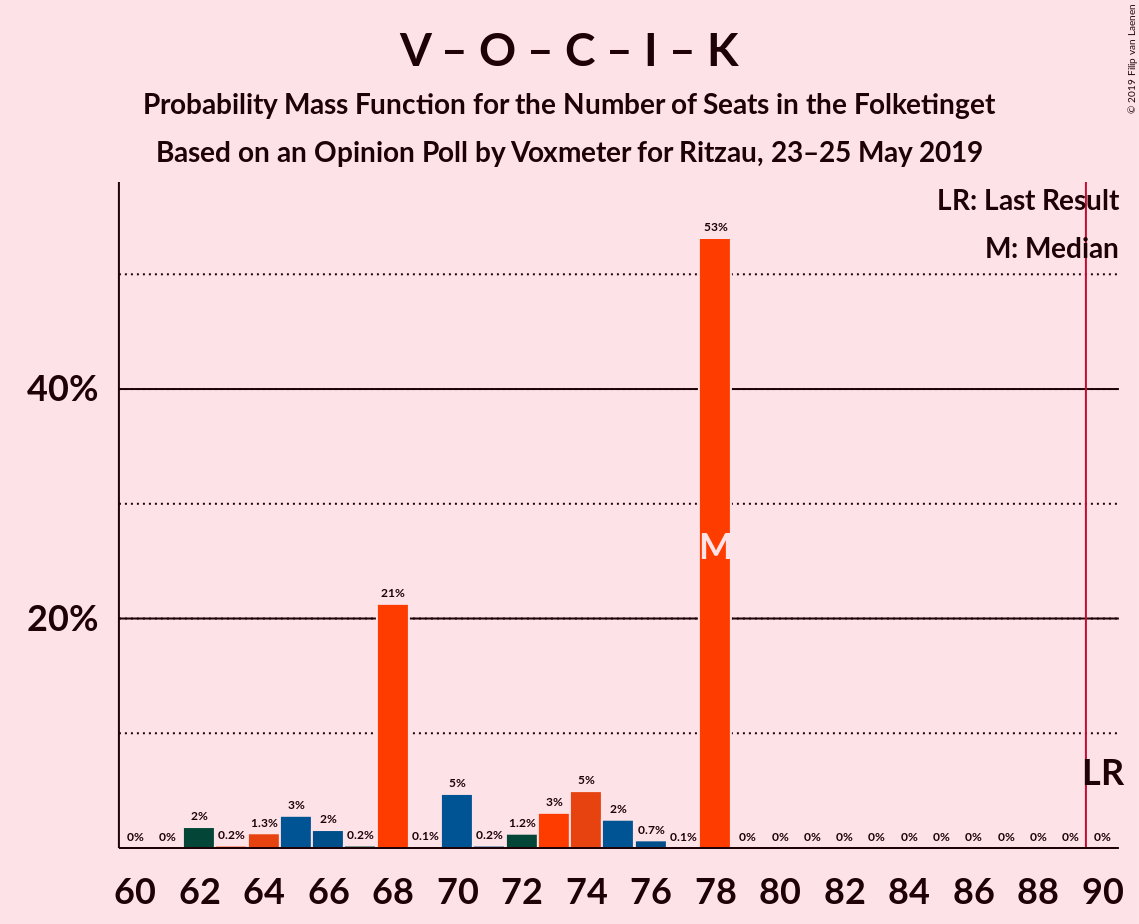 V – O – C – I – K
Probability Mass Function for the Number of Seats in the Folketinget
Based on an Opinion Poll by Voxmeter for Ritzau, 23–25 May 2019
© 2019 Filip van Laenen
LR: Last Result
M: Median
53%
40%
M
21%
20%
LR
0% 0% 2% 0.2% 1.3% 3% 2% 0.2% 0.1% 5% 0.2% 1.2% 3% 5% 2% 0.7% 0.1% 0% 0% 0% 0% 0% 0% 0% 0% 0% 0% 0% 0%
60 62 64 66 68 70 72 74 76 78 80 82 84 86 88 90